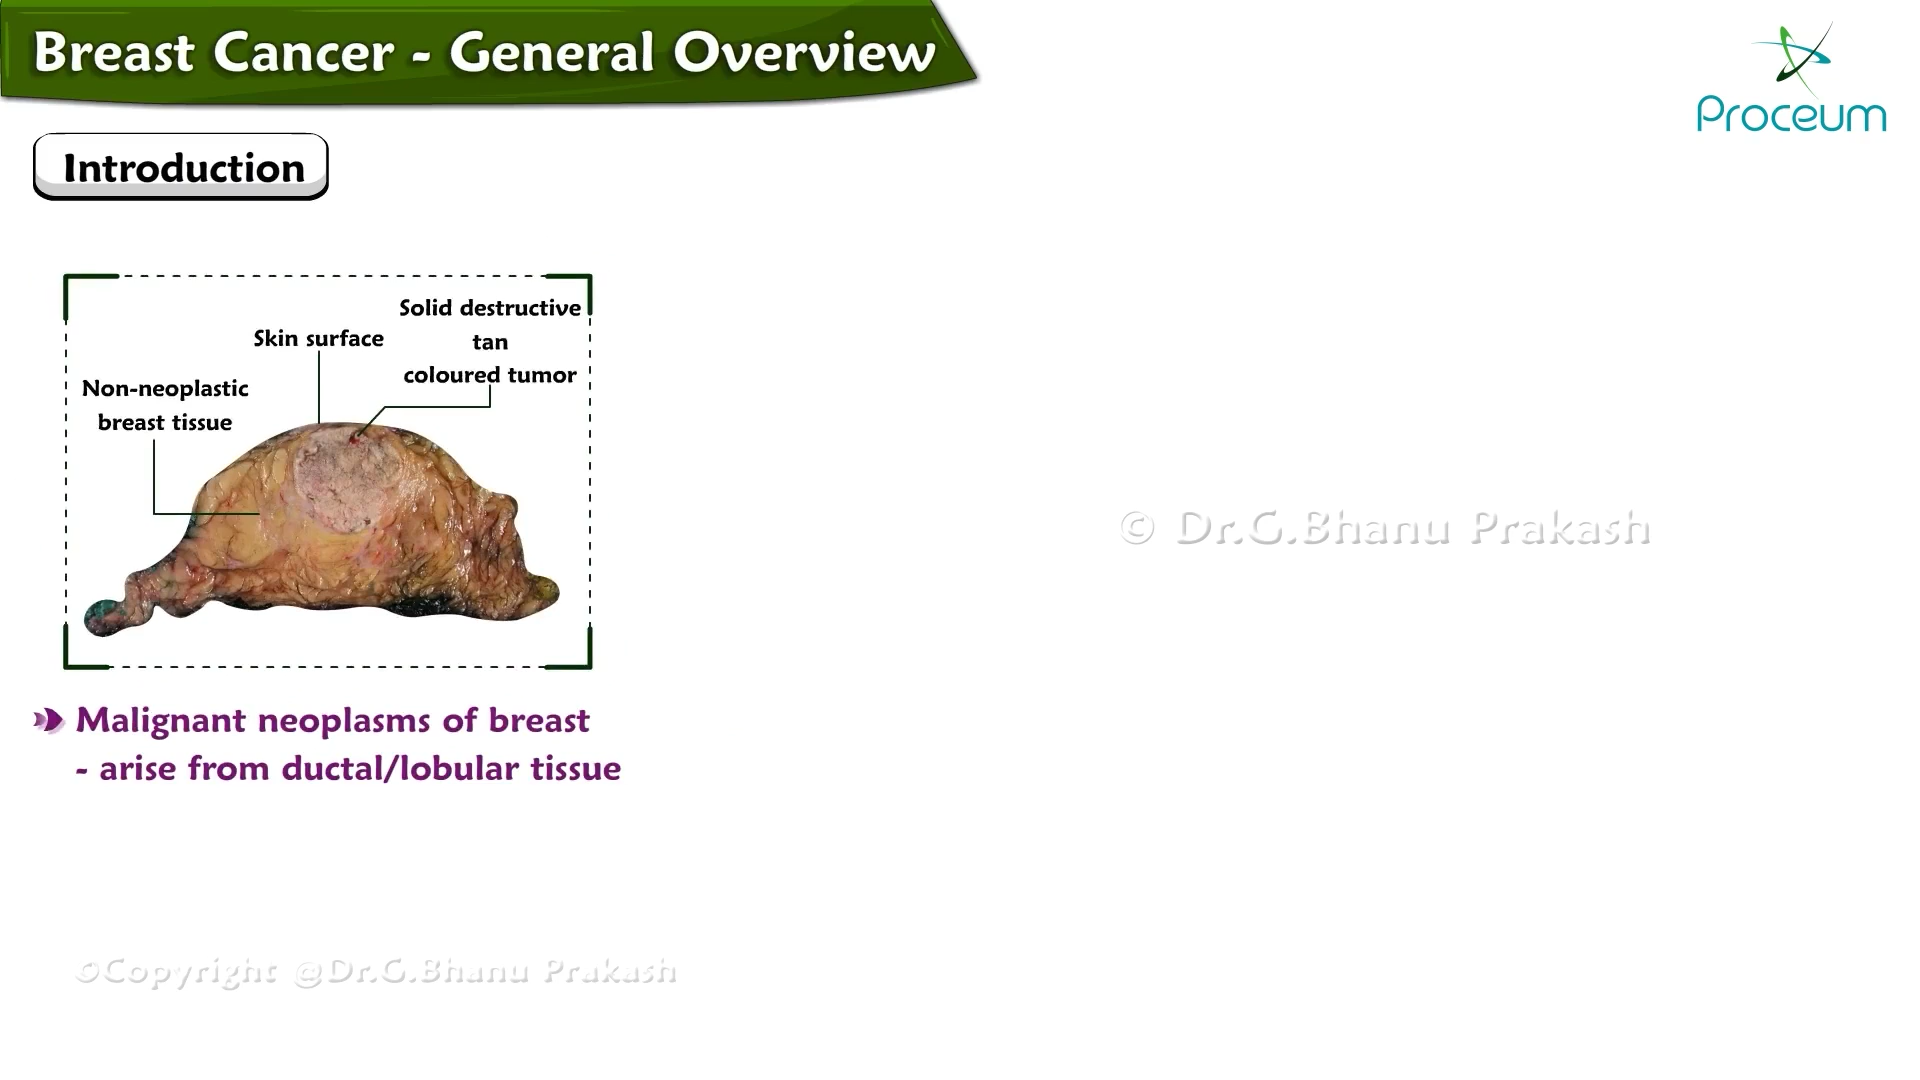 Breast Cancer - General Overview
Proceum
Introduction
Solid destructive
tan
coloured tumor
Skin surface
Non-neoplastic
breast tissue
© Dr.G.Bhanu Prakash
Malignant neoplasms of breast
- arise from ductal/lobular tissue
©Copyright @Dr.G.Bhanu Prakash